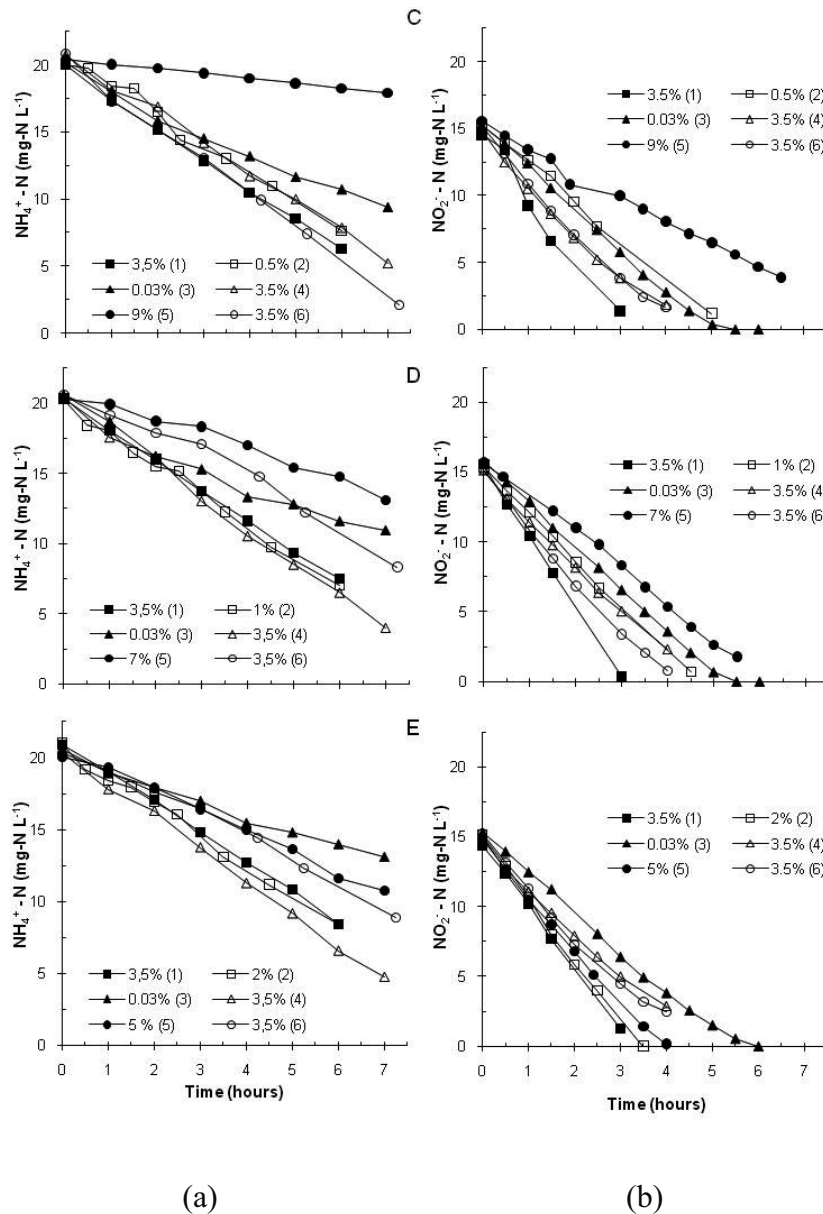 C
NH₄⁺ - N (mg-N L⁻¹)
20
15
10
5
0
3,5% (1) 0.5% (2)
0.03% (3) 3.5% (4)
9% (5) 3.5% (6)
NO₂⁻ - N (mg-N L⁻¹)
20
15
10
5
0
3.5% (1) 0.5% (2)
0.03% (3) 3.5% (4)
9% (5) 3.5% (6)
D
NH₄⁺ - N (mg-N L⁻¹)
20
15
10
5
0
3,5% (1) 1% (2)
0.03% (3) 3,5% (4)
7% (5) 3,5% (6)
NO₂⁻ - N (mg-N L⁻¹)
20
15
10
5
0
3.5% (1) 1% (2)
0.03% (3) 3.5% (4)
7% (5) 3.5% (6)
E
NH₄⁺ - N (mg-N L⁻¹)
20
15
10
5
0
3,5% (1) 2% (2)
0.03% (3) 3,5% (4)
5 % (5) 3,5% (6)
0 1 2 3 4 5 6 7
Time (hours)
NO₂⁻ - N (mg-N L⁻¹)
20
15
10
5
0
3.5% (1) 2% (2)
0.03% (3) 3.5% (4)
5% (5) 3.5% (6)
0 1 2 3 4 5 6 7
Time (hours)
(a) (b)